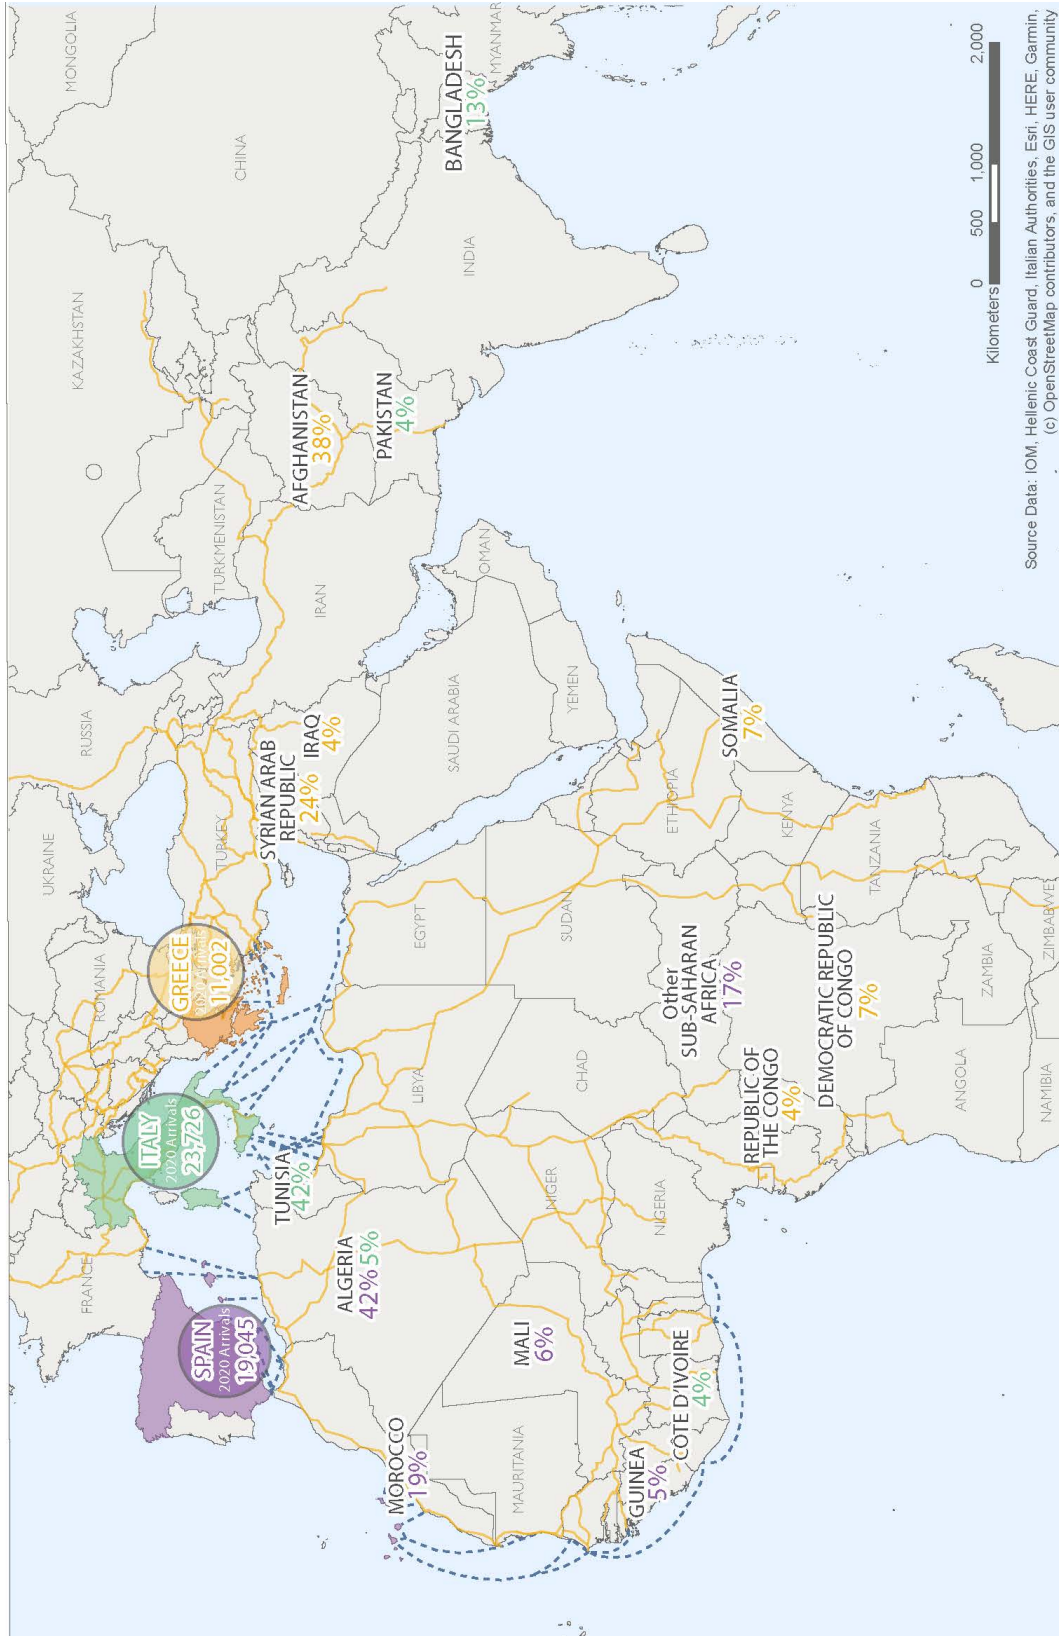 MONGOLIA
KAZAKHSTAN
CHINA
RUSSIA
UKRAINE
ROMANIA
FRANCE
SPAIN
2020 Arrivals
19,045
ITALY
2020 Arrivals
23,726
GREECE
2020 Arrivals
11,002
TURKEY
TURKMENISTAN
IRAN
AFGHANISTAN
38%
PAKISTAN
4%
INDIA
BANGLADESH
13%
MYANMAR
SYRIAN ARAB
REPUBLIC
24%
IRAQ
4%
SAUDI ARABIA
OMAN
YEMEN
TUNISIA
42%
ALGERIA
42% 5%
MOROCCO
19%
LIBYA
EGYPT
MAURITANIA
MALI
6%
NIGER
CHAD
SUDAN
ETHIOPIA
SOMALIA
7%
GUINEA
5%
CÔTE D'IVOIRE
4%
NIGERIA
Other
SUB-SAHARAN
AFRICA
17%
REPUBLIC OF
THE CONGO
4%
DEMOCRATIC REPUBLIC
OF CONGO
7%
KENYA
TANZANIA
ANGOLA
ZAMBIA
NAMIBIA
ZIMBABWE
0 500 1,000 2,000
Kilometers
Source Data: IOM, Hellenic Coast Guard, Italian Authorities, Esri, HERE, Garmin,
(c) OpenStreetMap contributors, and the GIS user community